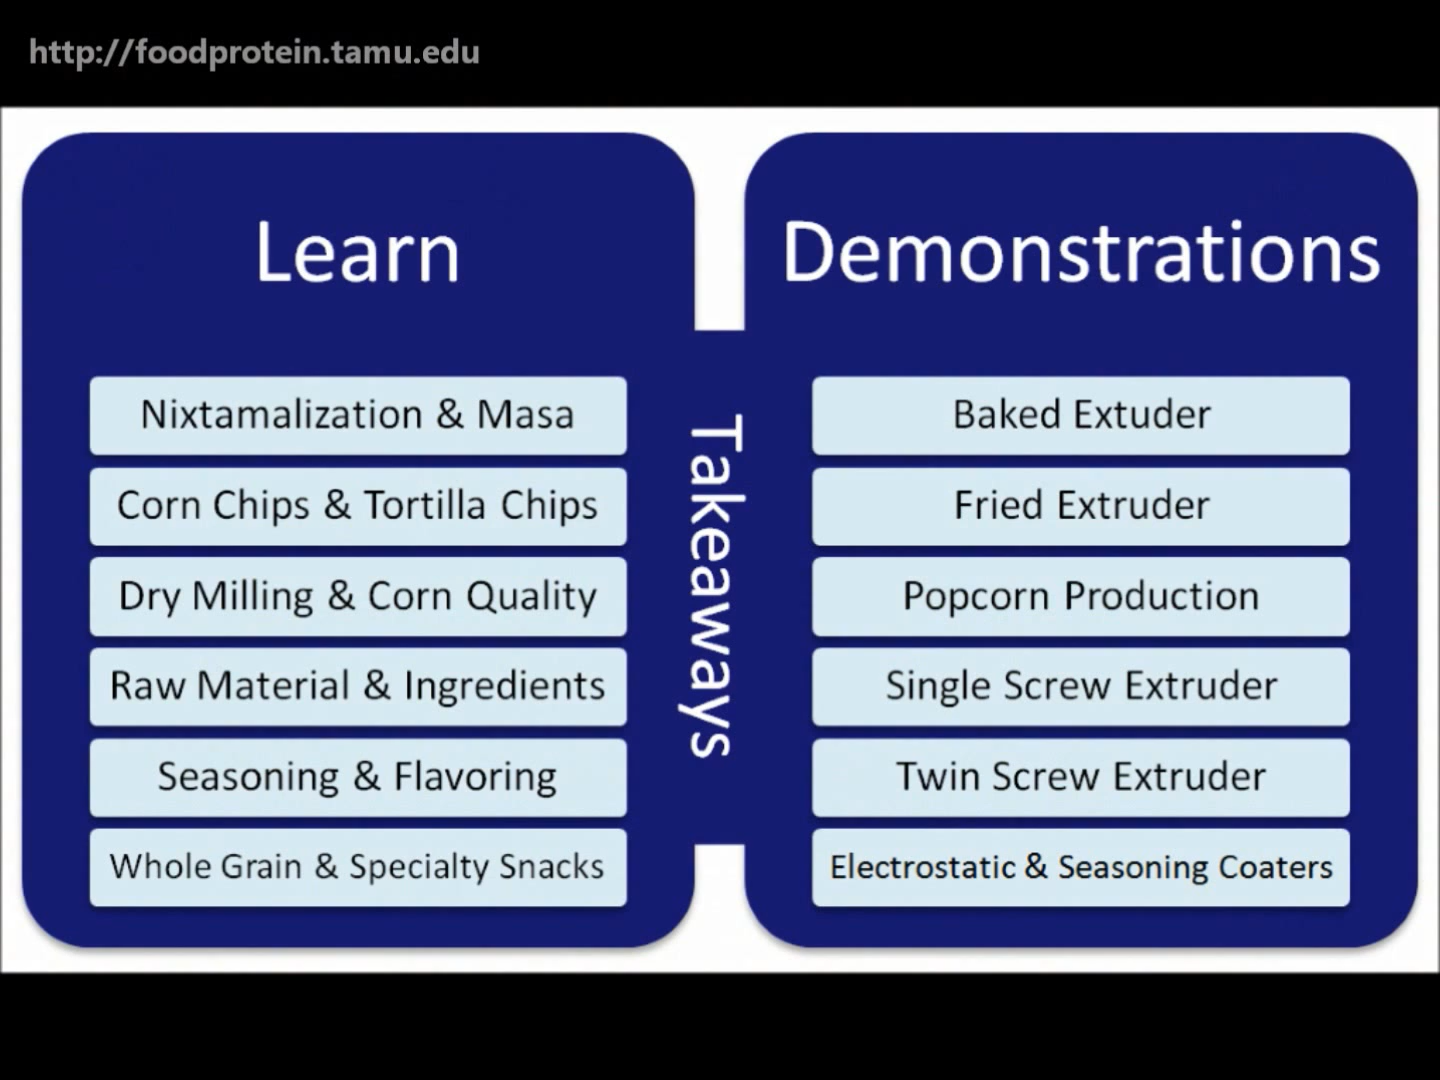 http://foodprotein.tamu.edu
Learn
Nixtamalization & Masa
Corn Chips & Tortilla Chips
Dry Milling & Corn Quality
Raw Material & Ingredients
Seasoning & Flavoring
Whole Grain & Specialty Snacks
Takeaways
Demonstrations
Baked Extuder
Fried Extruder
Popcorn Production
Single Screw Extruder
Twin Screw Extruder
Electrostatic & Seasoning Coaters